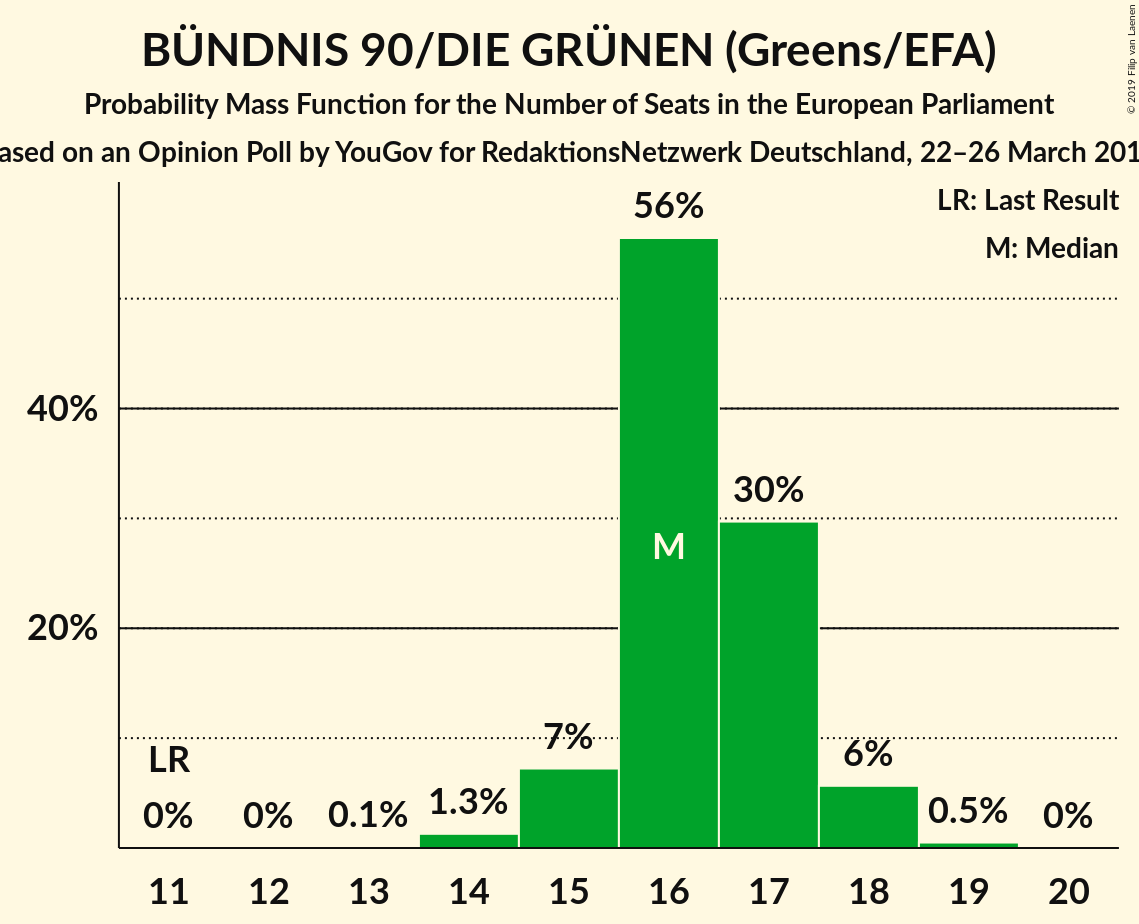 BÜNDNIS 90/DIE GRÜNEN (Greens/EFA)
Probability Mass Function for the Number of Seats in the European Parliament
ased on an Opinion Poll by YouGov for RedaktionsNetzwerk Deutschland, 22–26 March 201
© 2019 Filip van Laenen
LR: Last Result
M: Median
56%
40%
30%
M
20%
7%
6%
LR
0%
0%
0.1%
1.3%
0.5%
0%
11 12 13 14 15 16 17 18 19 20